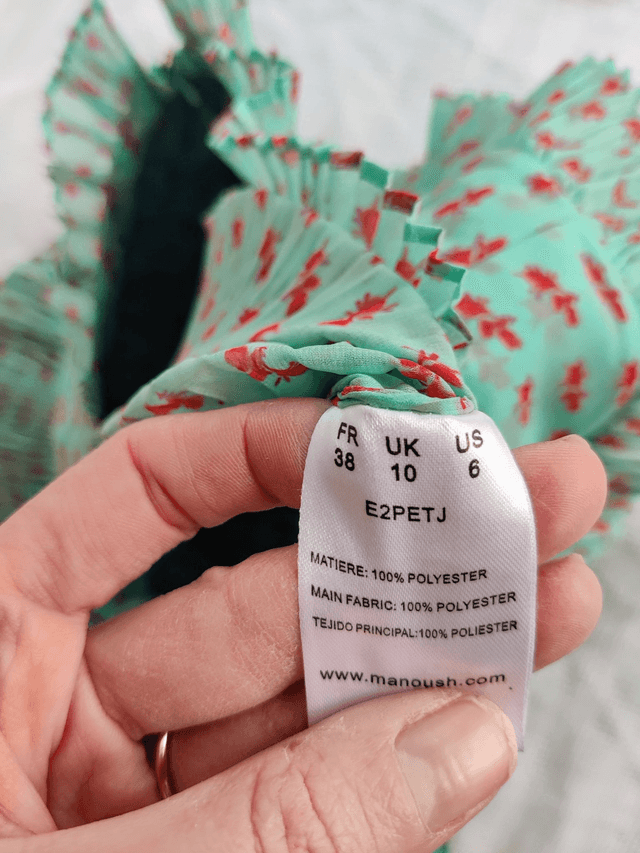 FR UK US
38 10 6
E2PETJ
MATIERE: 100% POLYESTER
MAIN FABRIC: 100% POLYESTER
TEJIDO PRINCIPAL:100% POLIESTER
www.manoush.com